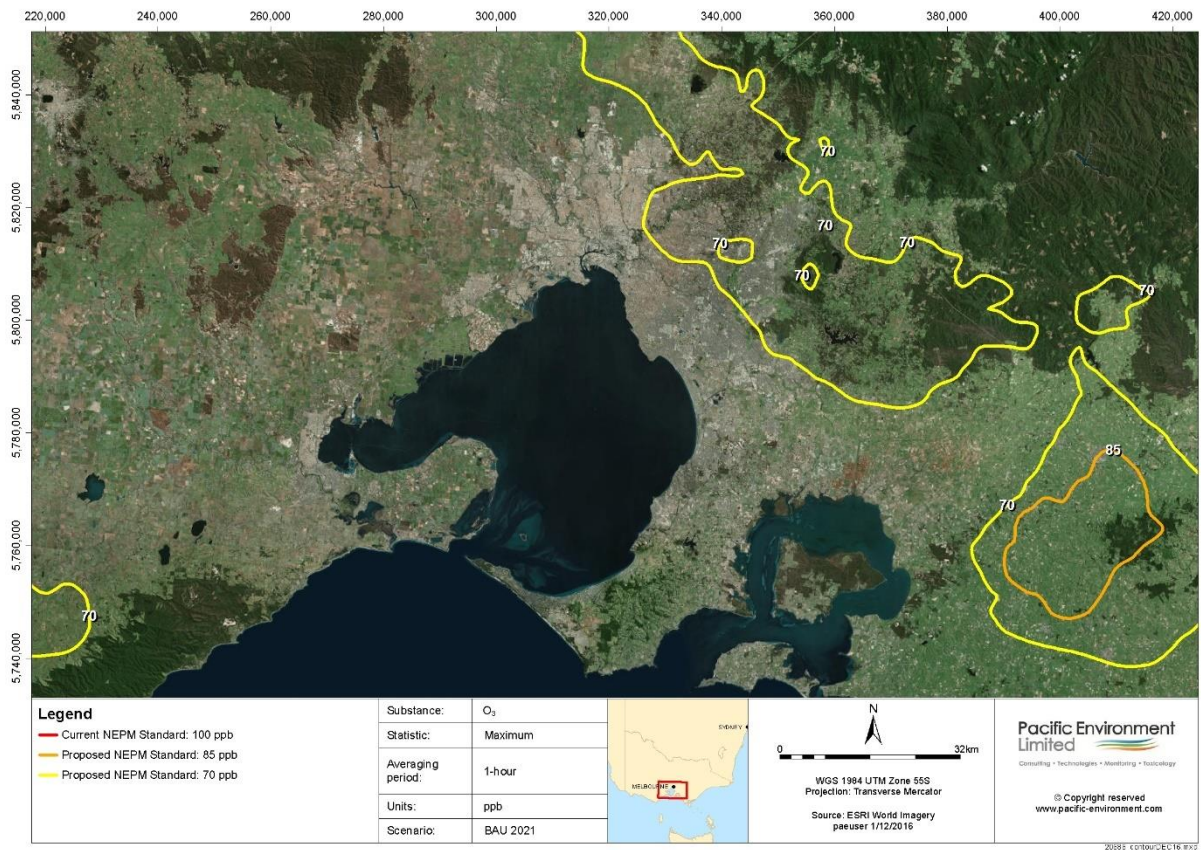 220,000 240,000 260,000 280,000 300,000 320,000 340,000 360,000 380,000 400,000 420,000
5,840,000
5,820,000
5,800,000
5,780,000
5,760,000
5,740,000
70
70
70
70
70
70
70
85
70
70
Legend
Current NEPM Standard: 100 ppb
Proposed NEPM Standard: 85 ppb
Proposed NEPM Standard: 70 ppb
Substance: O₃
Statistic: Maximum
Averaging period: 1-hour
Units: ppb
Scenario: BAU 2021
SYDNEY
MELBOURNE
N
0 32km
WGS 1984 UTM Zone 55S
Projection: Transverse Mercator
Source: ESRI World Imagery
paeuser 1/12/2016
Pacific Environment
Limited
Consulting • Technologies • Monitoring • Toxicology
© Copyright reserved
www.pacific-environment.com
contourDEC16.mxd